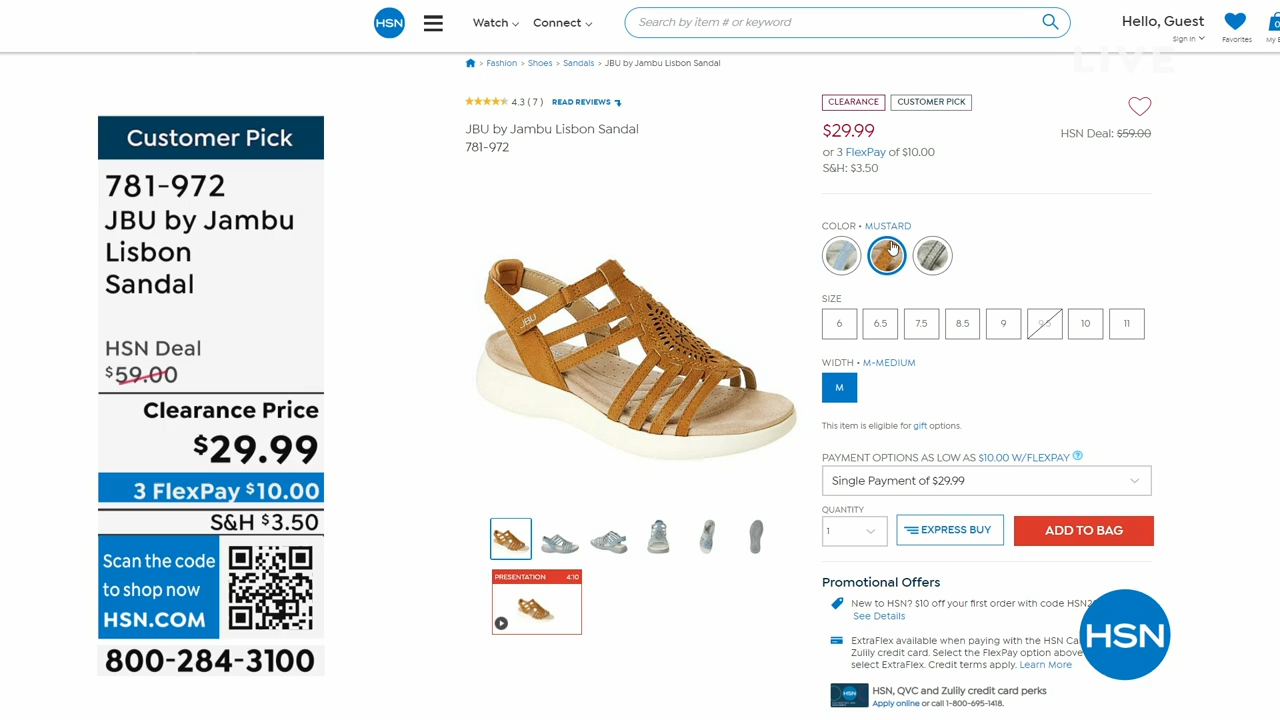 HSN
Watch
Connect
Search by item # or keyword
Hello, Guest
Sign In
Favorites
0
LIVE
> Fashion > Shoes > Sandals > JBU by Jambu Lisbon Sandal
4.3 ( 7 ) READ REVIEWS
JBU by Jambu Lisbon Sandal
781-972
CLEARANCE
CUSTOMER PICK
$29.99
HSN Deal: $59.00
or 3 FlexPay of $10.00
S&H: $3.50
COLOR • MUSTARD
SIZE
6 6.5 7.5 8.5 9 9.5 10 11
WIDTH • M-MEDIUM
M
This item is eligible for gift options.
PAYMENT OPTIONS AS LOW AS $10.00 W/FLEXPAY ?
Single Payment of $29.99
QUANTITY
1
EXPRESS BUY
ADD TO BAG
Promotional Offers
New to HSN? $10 off your first order with code HSN2
See Details
ExtraFlex available when paying with the HSN Ca
Zulily credit card. Select the FlexPay option above
select ExtraFlex. Credit terms apply. Learn More
HSN
HSN, QVC and Zulily credit card perks
Apply online or call 1-800-695-1418.
HSN
JBU
PRESENTATION 4:10
Customer Pick
781-972
JBU by Jambu
Lisbon
Sandal
HSN Deal
$59.00
Clearance Price
$29.99
3 FlexPay $10.00
S&H $3.50
Scan the code
to shop now
HSN.COM
800-284-3100